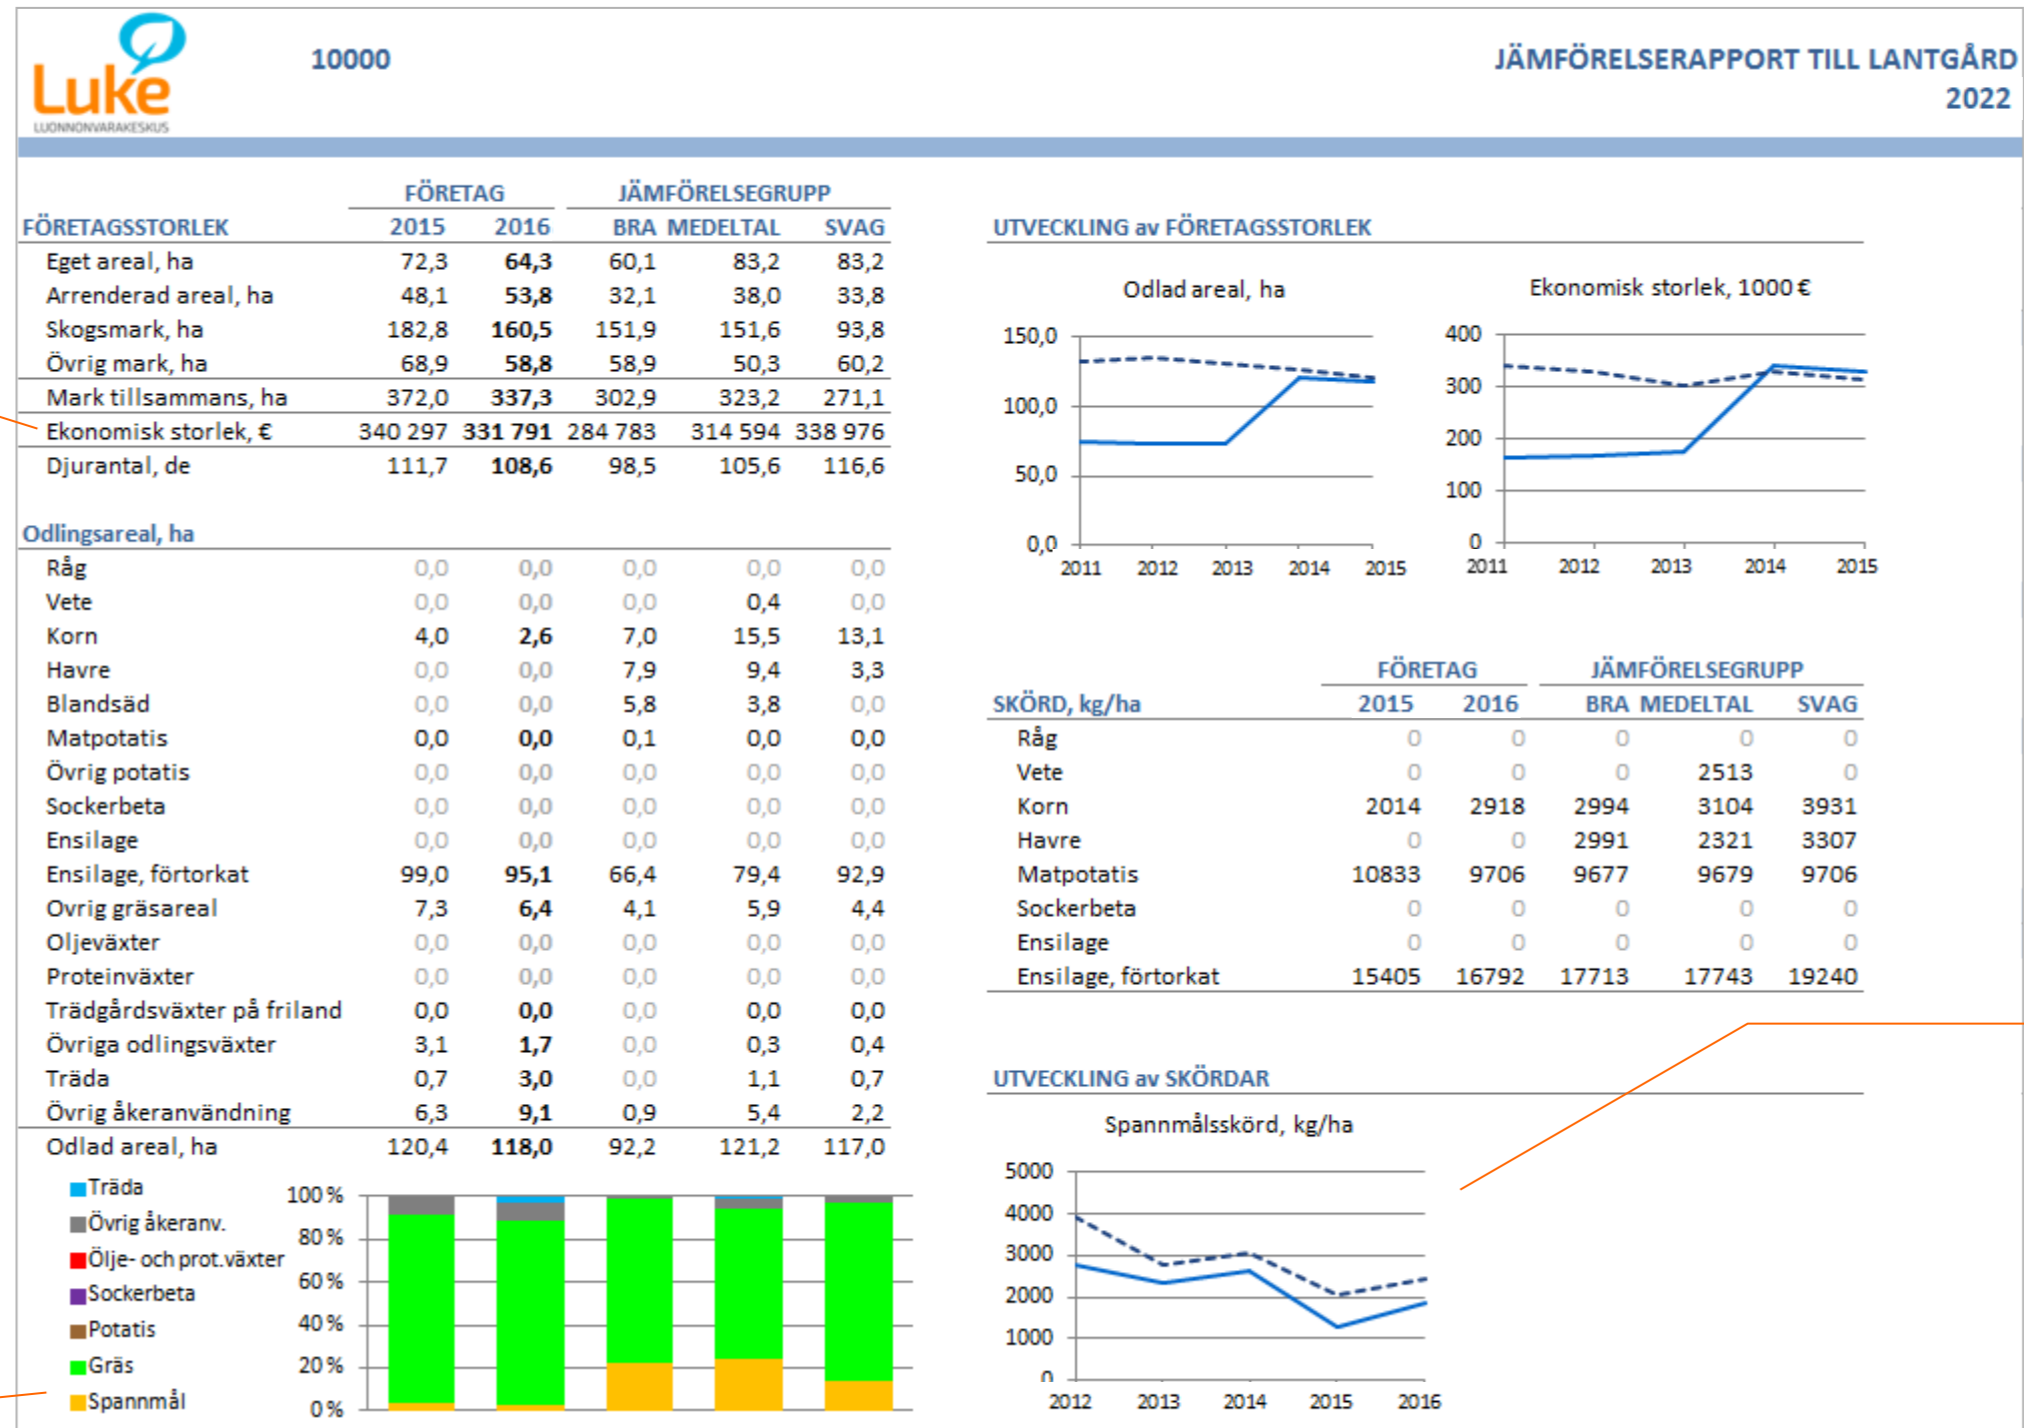 Luke
LUONNONVARAKESKUS
10000
JÄMFÖRELSERAPPORT TILL LANTGÅRD
2022
FÖRETAG JÄMFÖRELSEGRUPP
FÖRETAGSSTORLEK 2015 2016 BRA MEDELTAL SVAG
Eget areal, ha 72,3 64,3 60,1 83,2 83,2
Arrenderad areal, ha 48,1 53,8 32,1 38,0 33,8
Skogsmark, ha 182,8 160,5 151,9 151,6 93,8
Övrig mark, ha 68,9 58,8 58,9 50,3 60,2
Mark tillsammans, ha 372,0 337,3 302,9 323,2 271,1
Ekonomisk storlek, € 340 297 331 791 284 783 314 594 338 976
Djurantal, de 111,7 108,6 98,5 105,6 116,6
Odlingsareal, ha
Råg 0,0 0,0 0,0 0,0 0,0
Vete 0,0 0,0 0,0 0,4 0,0
Korn 4,0 2,6 7,0 15,5 13,1
Havre 0,0 0,0 7,9 9,4 3,3
Blandsäd 0,0 0,0 5,8 3,8 0,0
Matpotatis 0,0 0,0 0,1 0,0 0,0
Övrig potatis 0,0 0,0 0,0 0,0 0,0
Sockerbeta 0,0 0,0 0,0 0,0 0,0
Ensilage 0,0 0,0 0,0 0,0 0,0
Ensilage, förtorkat 99,0 95,1 66,4 79,4 92,9
Ovrig gräsareal 7,3 6,4 4,1 5,9 4,4
Oljeväxter 0,0 0,0 0,0 0,0 0,0
Proteinväxter 0,0 0,0 0,0 0,0 0,0
Trädgårdsväxter på friland 0,0 0,0 0,0 0,0 0,0
Övriga odlingsväxter 3,1 1,7 0,0 0,3 0,4
Träda 0,7 3,0 0,0 1,1 0,7
Övrig åkeranvändning 6,3 9,1 0,9 5,4 2,2
Odlad areal, ha 120,4 118,0 92,2 121,2 117,0
Träda
Övrig åkeranv.
Ölje- och prot.växter
Sockerbeta
Potatis
Gräs
Spannmål
100 %
80 %
60 %
40 %
20 %
0 %
UTVECKLING av FÖRETAGSSTORLEK
Odlad areal, ha
150,0
100,0
50,0
0,0
2011 2012 2013 2014 2015
Ekonomisk storlek, 1000 €
400
300
200
100
0
2011 2012 2013 2014 2015
FÖRETAG JÄMFÖRELSEGRUPP
SKÖRD, kg/ha 2015 2016 BRA MEDELTAL SVAG
Råg 0 0 0 0 0
Vete 0 0 0 2513 0
Korn 2014 2918 2994 3104 3931
Havre 0 0 2991 2321 3307
Matpotatis 10833 9706 9677 9679 9706
Sockerbeta 0 0 0 0 0
Ensilage 0 0 0 0 0
Ensilage, förtorkat 15405 16792 17713 17743 19240
UTVECKLING av SKÖRDAR
Spannmålsskörd, kg/ha
5000
4000
3000
2000
1000
0
2012 2013 2014 2015 2016